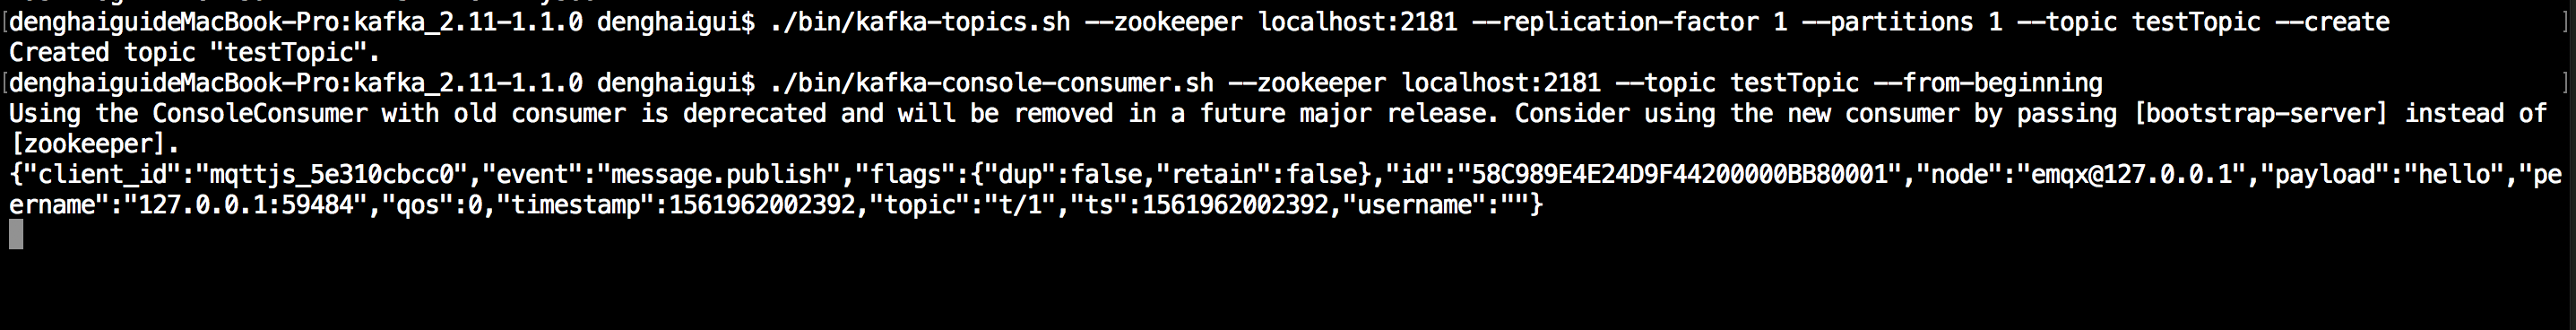 [denghaiguideMacBook-Pro:kafka_2.11-1.1.0 denghaigui$ ./bin/kafka-topics.sh --zookeeper localhost:2181 --replication-factor 1 --partitions 1 --topic testTopic --create ]
Created topic "testTopic".
[denghaiguideMacBook-Pro:kafka_2.11-1.1.0 denghaigui$ ./bin/kafka-console-consumer.sh --zookeeper localhost:2181 --topic testTopic --from-beginning ]
Using the ConsoleConsumer with old consumer is deprecated and will be removed in a future major release. Consider using the new consumer by passing [bootstrap-server] instead of
[zookeeper].
{"client_id":"mqttjs_5e310cbcc0","event":"message.publish","flags":{"dup":false,"retain":false},"id":"58C989E4E24D9F44200000BB80001","node":"emqx@127.0.0.1","payload":"hello","pe
ername":"127.0.0.1:59484","qos":0,"timestamp":1561962002392,"topic":"t/1","ts":1561962002392,"username":""}